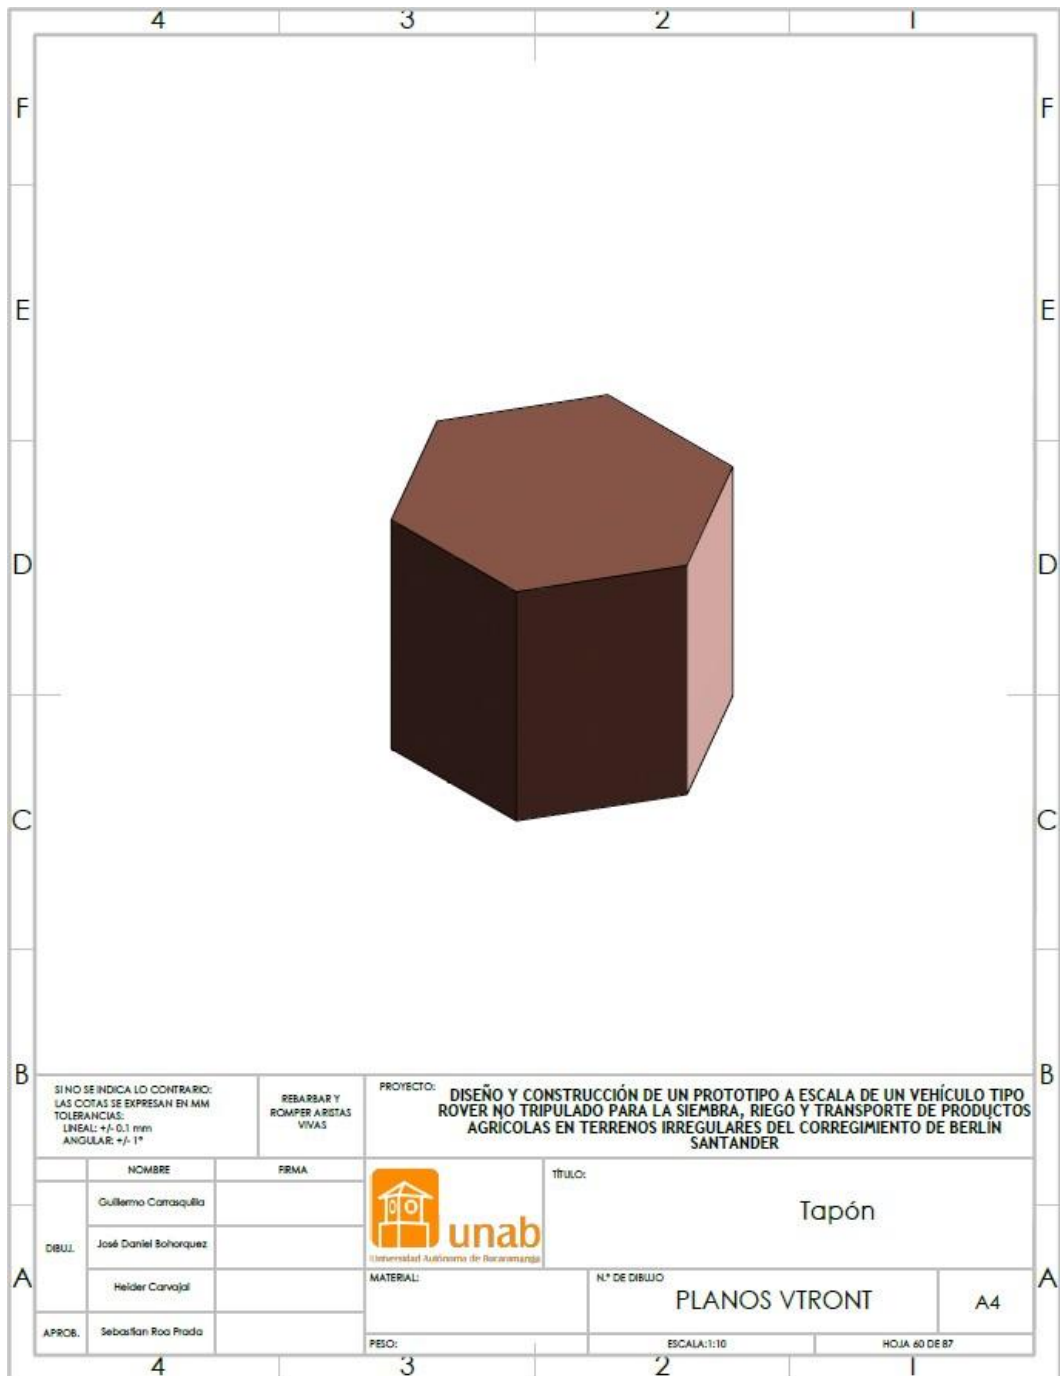 4 3 2 1
F F
E E
D D
C C
B B
SI NO SE INDICA LO CONTRARIO:
LAS COTAS SE EXPRESAN EN MM
TOLERANCIAS:
LINEAL: +/- 0.1 mm
ANGULAR: +/- 1°
REBARBAR Y
ROMPER ARISTAS
VIVAS
PROYECTO:
DISEÑO Y CONSTRUCCIÓN DE UN PROTOTIPO A ESCALA DE UN VEHÍCULO TIPO
ROVER NO TRIPULADO PARA LA SIEMBRA, RIEGO Y TRANSPORTE DE PRODUCTOS
AGRÍCOLAS EN TERRENOS IRREGULARES DEL CORREGIMIENTO DE BERLÍN
SANTANDER
NOMBRE FIRMA
DIBUJ.
Guillermo Carrasquilla
José Daniel Bohorquez
Heider Carvajal
APROB. Sebastian Roa Prada
unab
Universidad Autónoma de Bucaramanga
TÍTULO:
Tapón
MATERIAL:
N.º DE DIBUJO
PLANOS VTRONT
A4
PESO:
ESCALA:1:10
HOJA 60 DE 87
A A
4 3 2 1